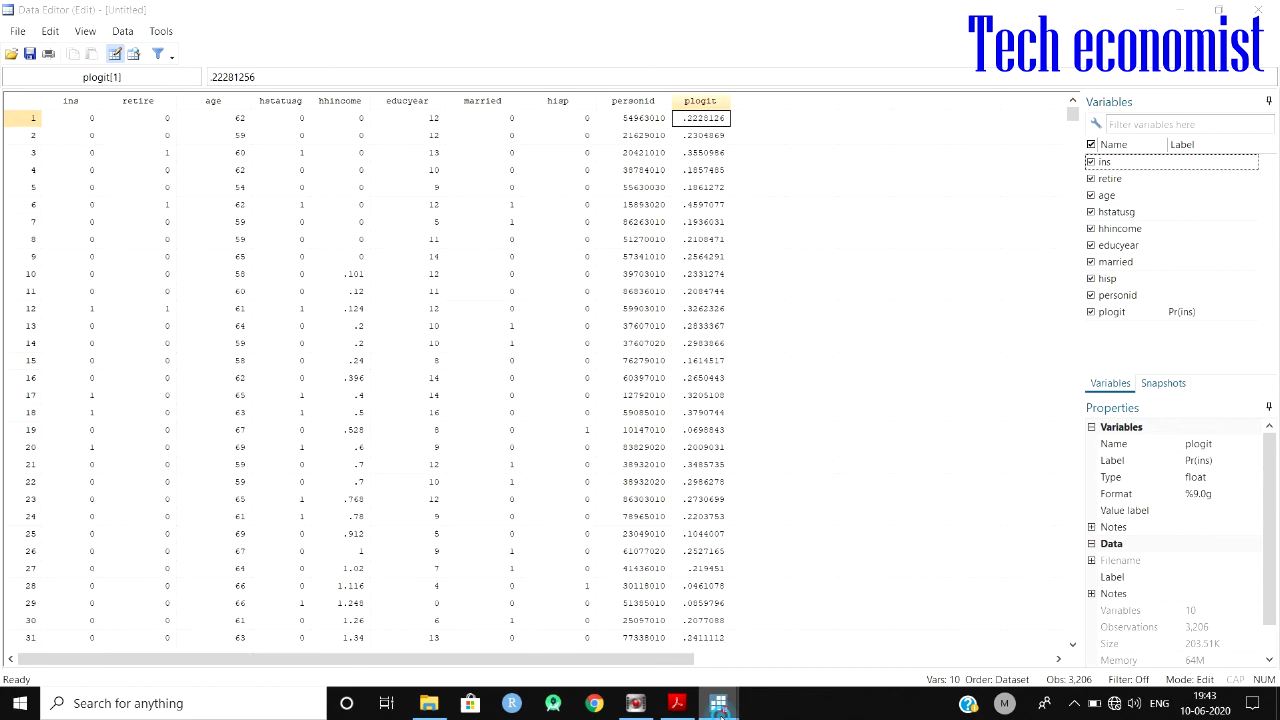 Data Editor (Edit) - [Untitled]
Tech economist
File Edit View Data Tools
plogit[1] .22281256
ins retire age hstatusg hhincome educyear married hisp personid plogit
1 0 0 62 0 0 12 0 0 54963010 .2228126
2 0 0 59 0 0 12 0 0 21629010 .2304869
3 0 1 60 1 0 13 0 0 20421010 .3550986
4 0 0 62 0 0 10 0 0 38784010 .1857485
5 0 0 54 0 0 9 0 0 55630030 .1861272
6 0 1 62 1 0 12 1 0 15893020 .4597077
7 0 0 59 0 0 5 1 0 86263010 .1936031
8 0 0 59 0 0 11 0 0 51270010 .2108471
9 0 0 65 0 0 14 0 0 57341010 .2564291
10 0 0 58 0 .101 12 0 0 39703010 .2331274
11 0 0 60 0 .12 11 0 0 86836010 .2084744
12 1 1 61 1 .124 12 0 0 59903010 .3262326
13 0 0 64 0 .2 10 1 0 37607010 .2833367
14 0 0 59 0 .2 10 1 0 37607020 .2983866
15 0 0 58 0 .24 8 0 0 76279010 .1614517
16 0 0 62 0 .396 14 0 0 60397010 .2650443
17 1 0 65 1 .4 14 0 0 12792010 .3205108
18 1 0 63 1 .5 16 0 0 59085010 .3790744
19 0 0 67 0 .528 8 0 1 10147010 .0698843
20 1 0 69 1 .6 9 0 0 83829020 .2009031
21 0 0 59 0 .7 12 1 0 38932010 .3485735
22 0 0 59 0 .7 10 1 0 38932020 .2986278
23 0 0 65 1 .768 12 0 0 86303010 .2730699
24 0 0 61 1 .78 9 0 0 78965010 .2203753
25 0 0 69 0 .912 5 0 0 23049010 .1044007
26 0 0 67 0 1 9 1 0 61077020 .2527165
27 0 0 64 0 1.02 1 0 41436010 .219451
28 0 0 66 0 1.116 4 0 1 30118010 .0461078
29 0 0 66 1 1.248 0 0 0 51385010 .0859796
30 0 0 61 0 1.26 6 1 0 25097010 .2077088
31 0 0 63 0 1.34 13 0 0 77338010 .2411112
Variables
Filter variables here
Name Label
ins
retire
age
hstatusg
hhincome
educyear
married
hisp
personid
plogit Pr(ins)
Variables Snapshots
Properties
Variables
Name plogit
Label Pr(ins)
Type float
Format %9.0g
Value label
Notes
Data
Filename
Label
Notes
Variables 10
Observations 3,206
Size 203.51K
Memory 64M
Ready Vars: 10 Order: Dataset Obs: 3,206 Filter: Off Mode: Edit CAP NUM
Search for anything
R
M
ENG
19:43
10-06-2020